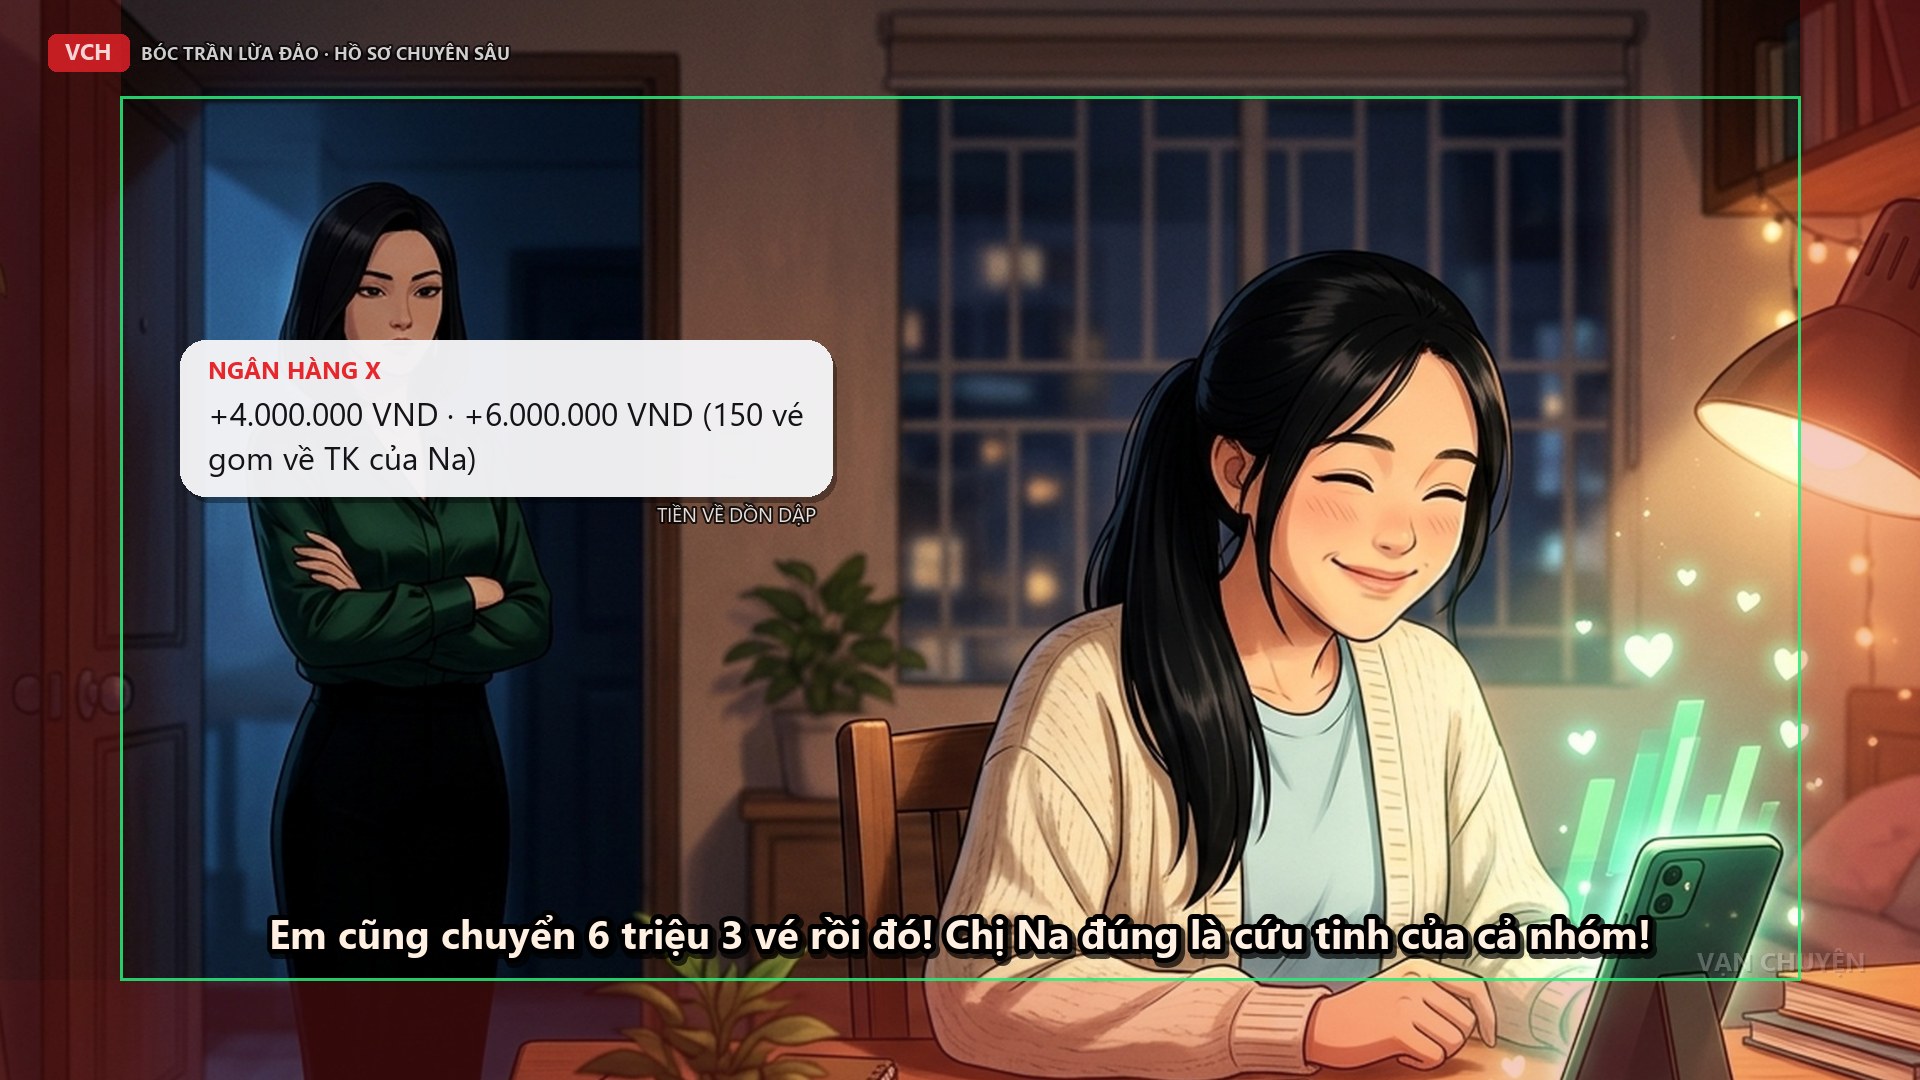 VCH BÓC TRẦN LỪA ĐẢO · HỒ SƠ CHUYÊN SÂU
NGÂN HÀNG X
+4.000.000 VND · +6.000.000 VND (150 vé
gom về TK của Na)
TIỀN VỀ DỒN DẬP
Em cũng chuyển 6 triệu 3 vé rồi đó! Chị Na đúng là cứu tinh của cả nhóm!
VẠN CHUYỆN